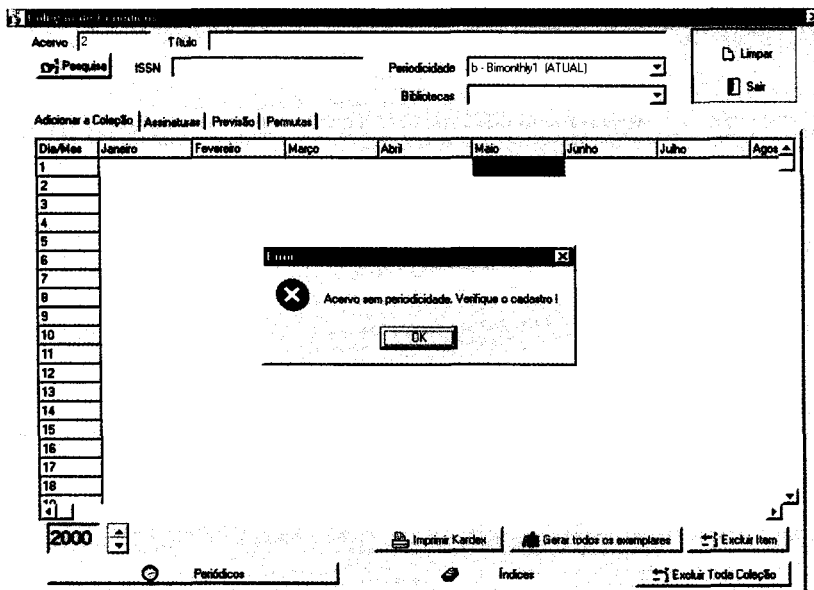 Acervo 2 Título
Pesquisa ISSN Periodicidade b - Bimonthly1 (ATUAL)
Bibliotecas
Limpar
Sair
Adicionar a Coleção Assinaturas Previsão Permutas
Dia/Mes Janeiro Fevereiro Março Abril Maio Junho Julho Agos
1
2
3
4
5
6
7
8
9
10
11
12
13
14
15
16
17
18
Error
Acervo sem periodicidade. Verifique o cadastro !
OK
2000 Imprimir Kardex Gerar todos os exemplares Excluir Item
Periódicos Índices Excluir Toda Coleção